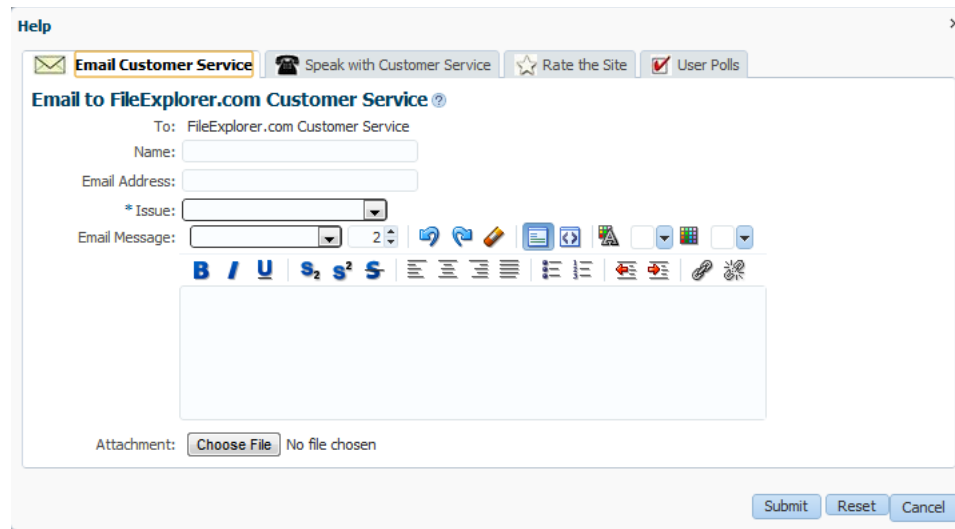 Help
Email Customer Service Speak with Customer Service Rate the Site User Polls
Email to FileExplorer.com Customer Service
To: FileExplorer.com Customer Service
Name:
Email Address:
* Issue:
Email Message: 2
B I U S2 S2 S
Attachment: Choose File No file chosen
Submit Reset Cancel